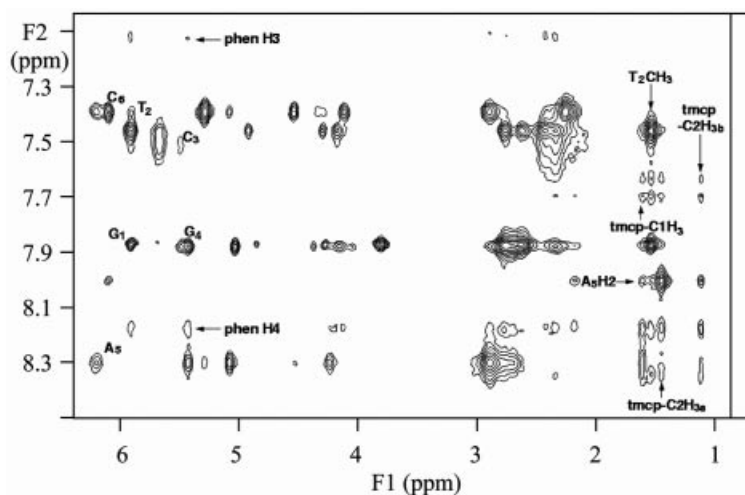 F2
(ppm)
7.3
7.5
7.7
7.9
8.1
8.3
phen H3
C6
T2
C3
T2CH3
tmcp
-C2H3b
G1
G4
tmcp-C1H3
A5H2
phen H4
A5
tmcp-C2H3a
6
5
4
3
2
1
F1 (ppm)